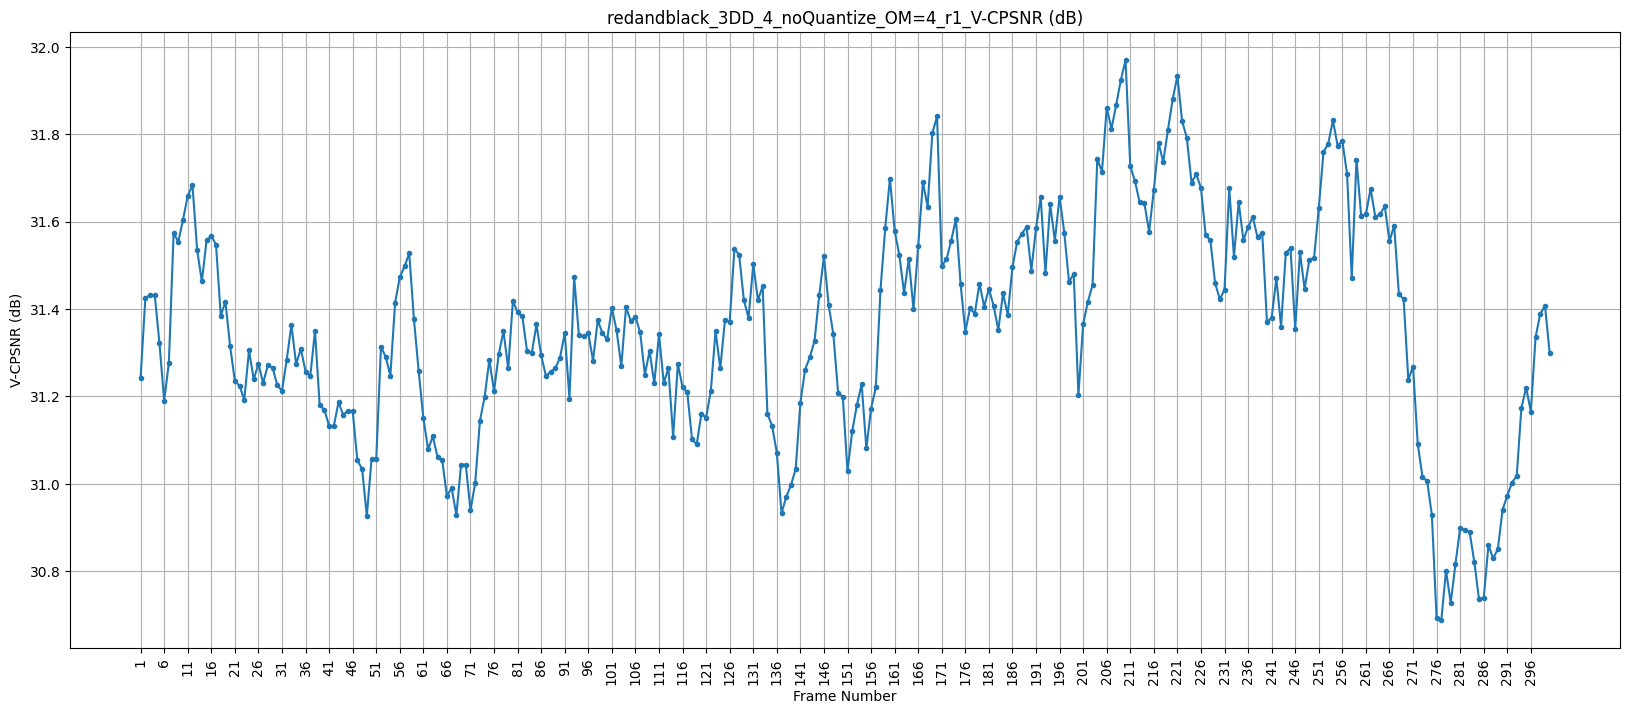 redandblack_3DD_4_noQuantize_OM=4_r1_V-CPSNR (dB)
V-CPSNR (dB)
32.0
31.8
31.6
31.4
31.2
31.0
30.8
1 6 11 16 21 26 31 36 41 46 51 56 61 66 71 76 81 86 91 96 101 106 111 116 121 126 131 136 141 146 151 156 161 166 171 176 181 186 191 196 201 206 211 216 221 226 231 236 241 246 251 256 261 266 271 276 281 286 291 296
Frame Number